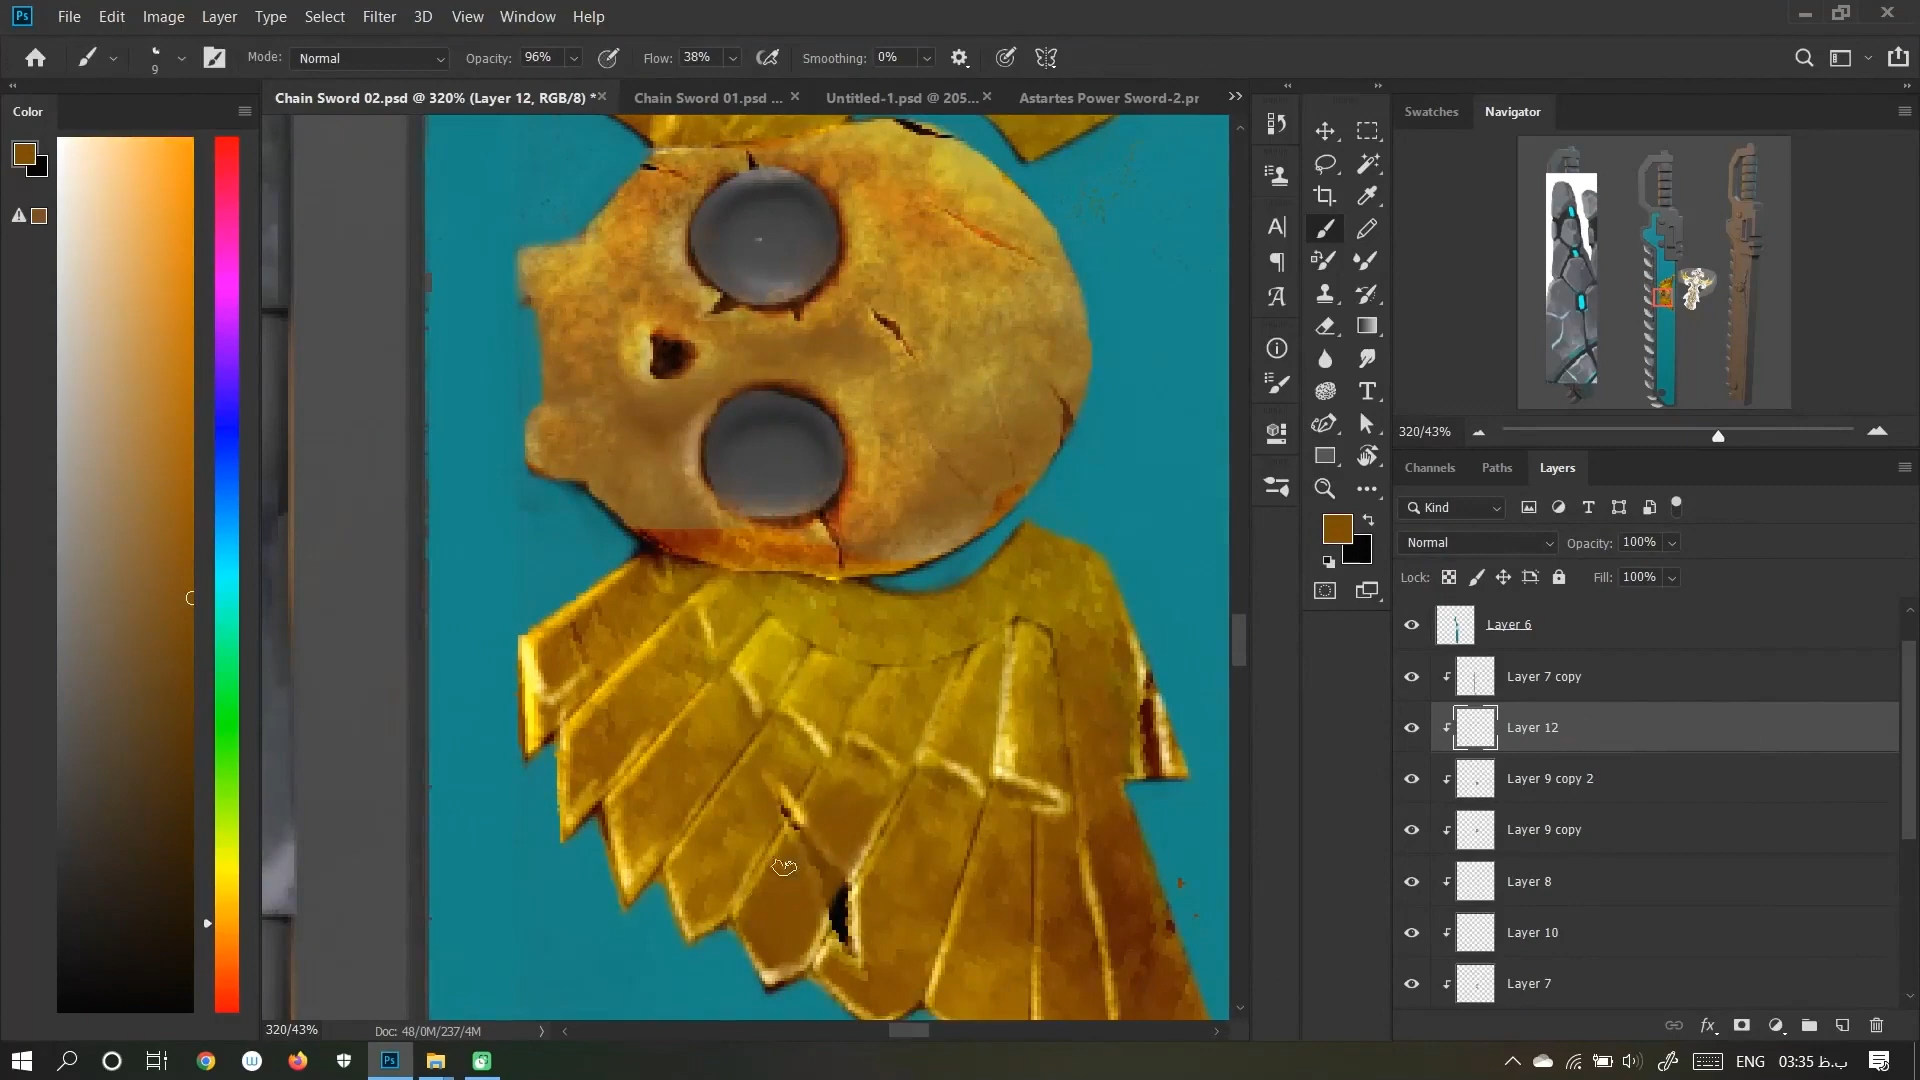 Ps File Edit Image Layer Type Select Filter 3D View Window Help
9 Mode: Normal Opacity: 96% Flow: 38% Smoothing: 0%
Chain Sword 02.psd @ 320% (Layer 12, RGB/8) * Chain Sword 01.psd ... Untitled-1.psd @ 205... Astartes Power Sword-2.pr
Color
Swatches Navigator
320/43%
Channels Paths Layers
Kind
Normal Opacity: 100%
Lock: Fill: 100%
Layer 6
Layer 7 copy
Layer 12
Layer 9 copy 2
Layer 9 copy
Layer 8
Layer 10
Layer 7
320/43% Doc: 48/0M/237/4M
fx
Ps ENG 03:35 ب.ظ